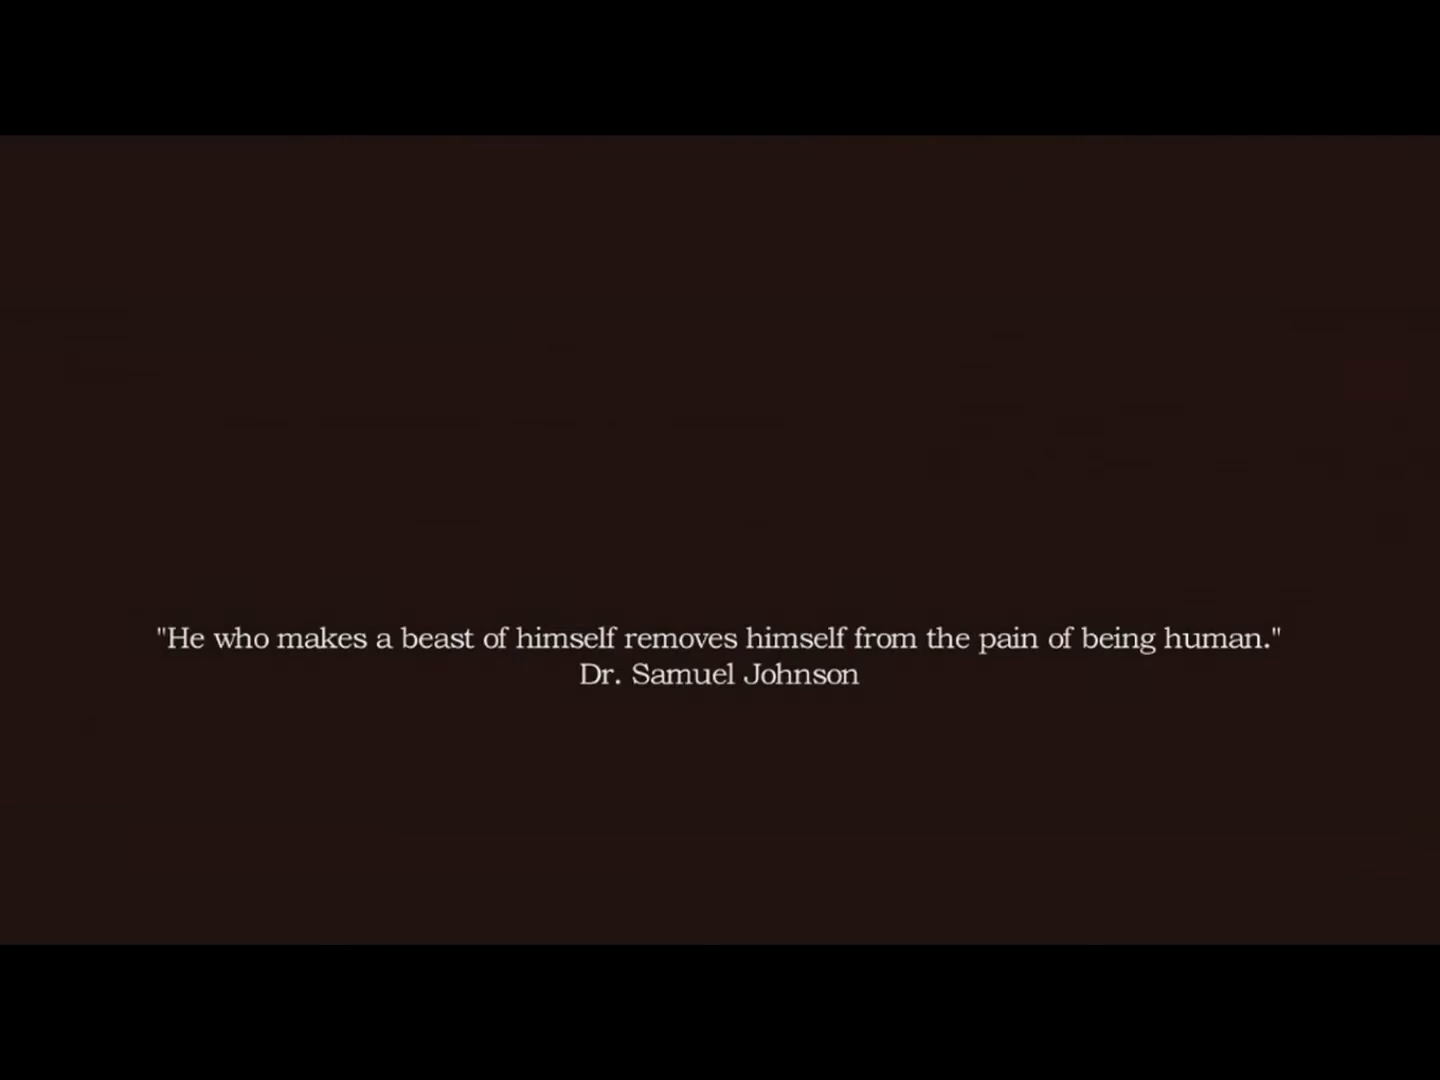 "He who makes a beast of himself removes himself from the pain of being human."
Dr. Samuel Johnson